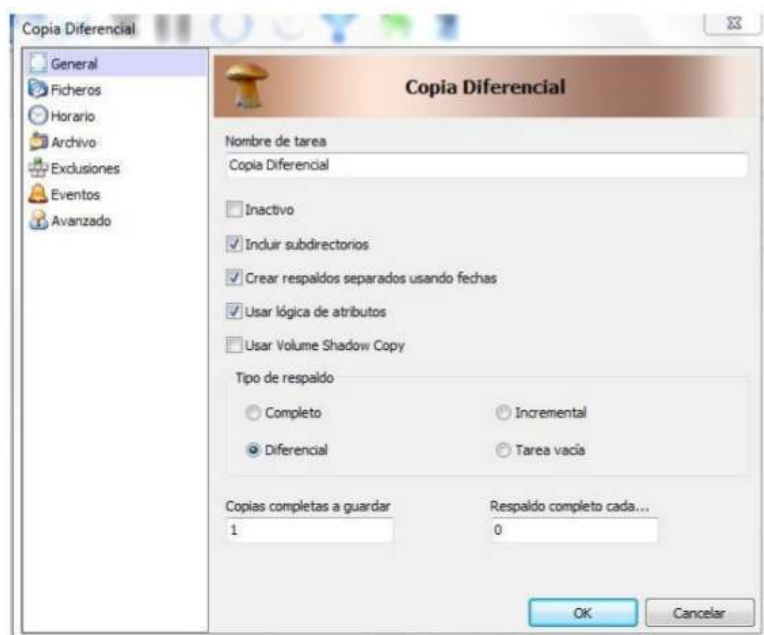 Copia Diferencial
General
Ficheros
Horario
Archivo
Exclusiones
Eventos
Avanzado
Copia Diferencial
Nombre de tarea
Copia Diferencial
Inactivo
Incluir subdirectorios
Crear respaldos separados usando fechas
Usar lógica de atributos
Usar Volume Shadow Copy
Tipo de respaldo
Completo
Incremental
Diferencial
Tarea vacía
Copias completas a guardar
Respaldo completo cada...
1
0
OK
Cancelar